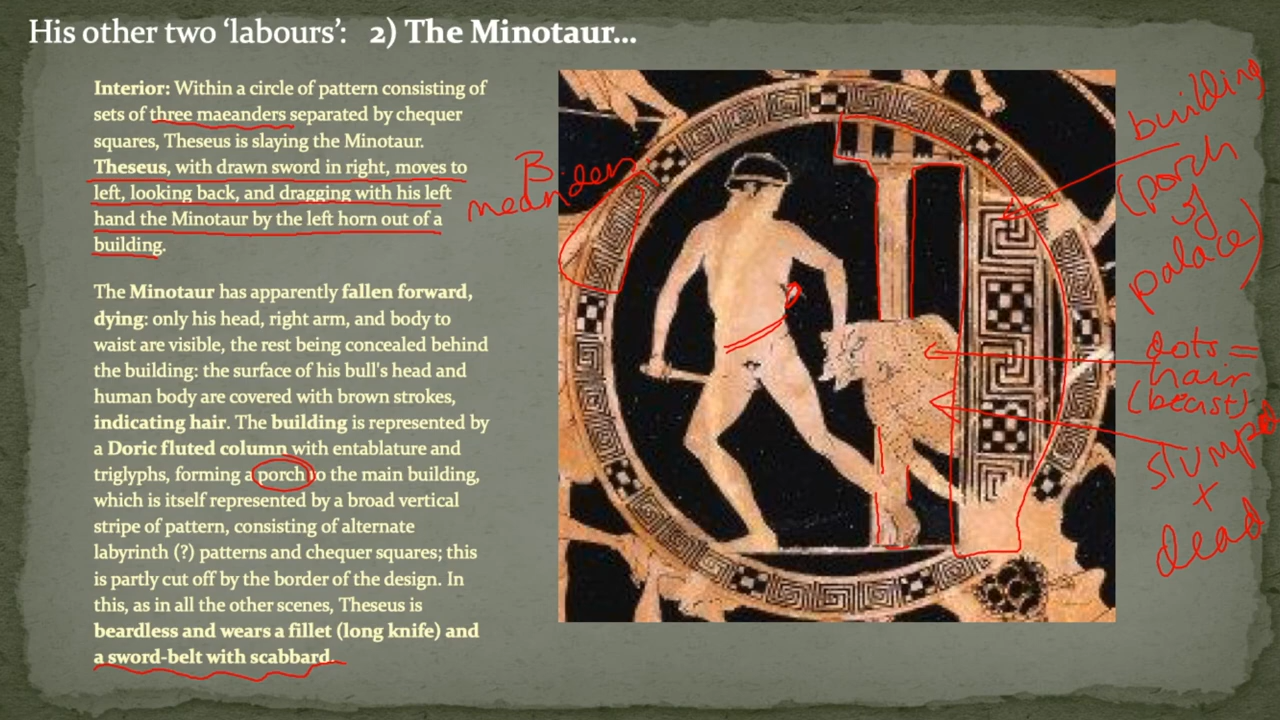 His other two ‘labours’: 2) The Minotaur...
Interior: Within a circle of pattern consisting of
sets of three maeanders separated by chequer
squares, Theseus is slaying the Minotaur.
Theseus, with drawn sword in right, moves to
left, looking back, and dragging with his left
hand the Minotaur by the left horn out of a
building.
The Minotaur has apparently fallen forward,
dying: only his head, right arm, and body to
waist are visible, the rest being concealed behind
the building: the surface of his bull's head and
human body are covered with brown strokes,
indicating hair. The building is represented by
a Doric fluted column with entablature and
triglyphs, forming a porch to the main building,
which is itself represented by a broad vertical
stripe of pattern, consisting of alternate
labyrinth (?) patterns and chequer squares; this
is partly cut off by the border of the design. In
this, as in all the other scenes, Theseus is
beardless and wears a fillet (long knife) and
a sword-belt with scabbard.
building
(porch
of
palace)
dots =
hair
(beast)
slumped
+
dead